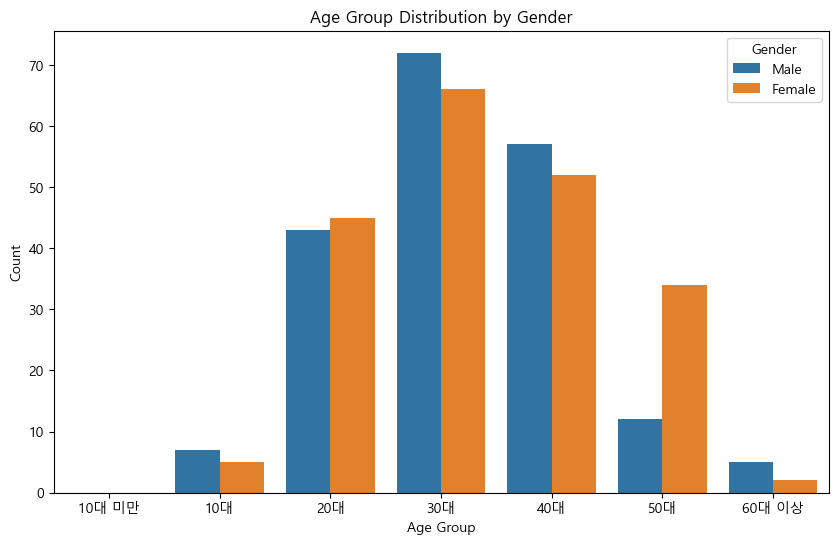 Age Group Distribution by Gender
Gender
Male
Female
Count
70
60
50
40
30
20
10
0
10대 미만
10대
20대
30대
40대
50대
60대 이상
Age Group